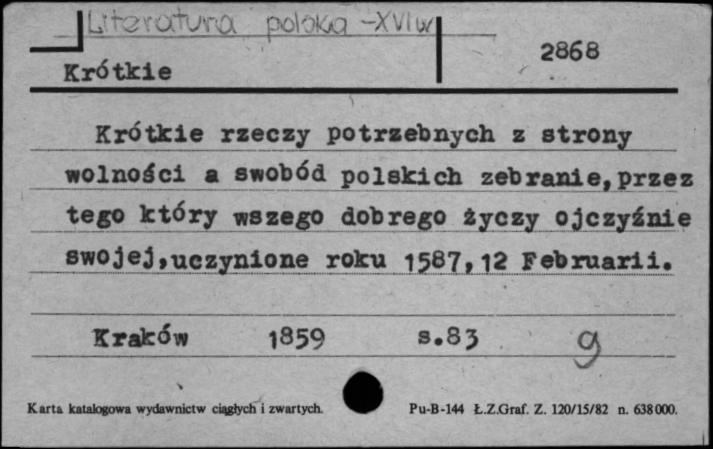 Literatura polska -XVIw
2868
Krótkie
Krótkie rzeczy potrzebnych z strony
wolności a swobód polskich zebranie, przez
tego który wszego dobrego życzy ojczyźnie
swojej, uczynione roku 1587, 12 Februarii.
Kraków 1859 s.83 g
Karta katalogowa wydawnictw ciągłych i zwartych. Pu-B-144 Ł.Z.Graf. Z. 120/15/82 n. 638000.